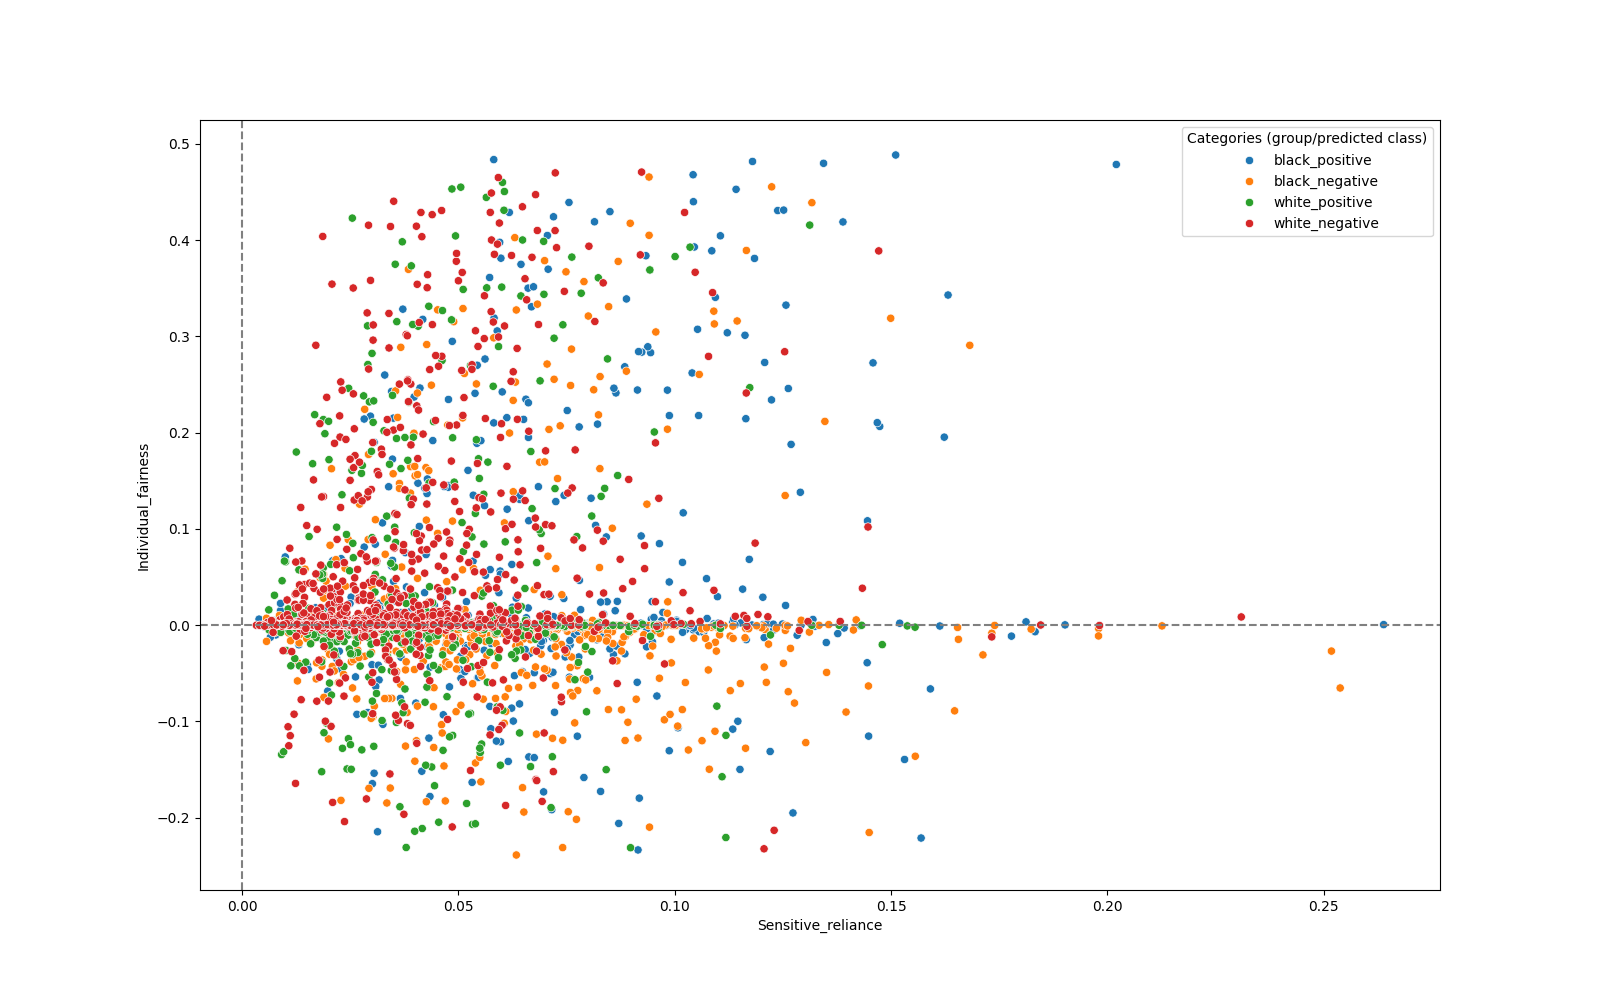 Categories (group/predicted class)
black_positive
black_negative
white_positive
white_negative
0.5
0.4
0.3
0.2
0.1
0.0
−0.1
−0.2
Individual_fairness
0.00
0.05
0.10
0.15
0.20
0.25
Sensitive_reliance